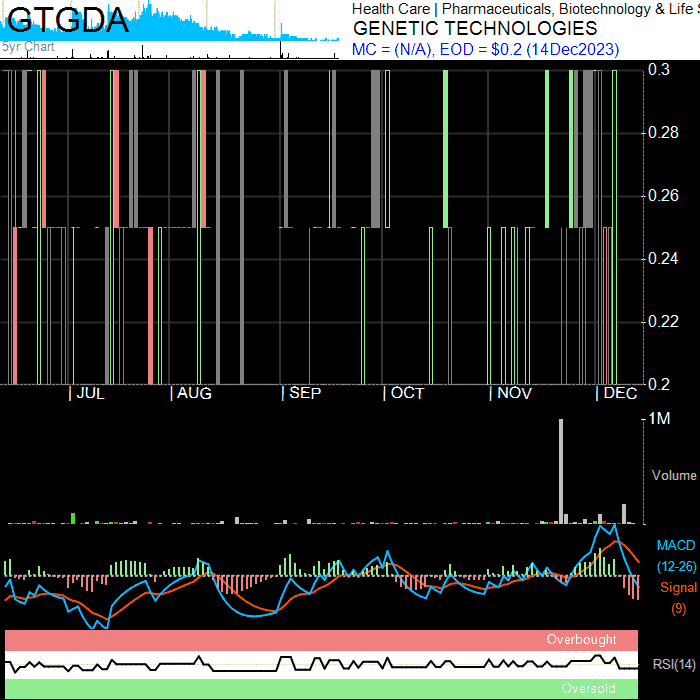 GTGDA
5yr Chart
Health Care | Pharmaceuticals, Biotechnology & Life S
GENETIC TECHNOLOGIES
MC = (N/A), EOD = $0.2 (14Dec2023)
0.3
0.28
0.26
0.24
0.22
0.2
| JUL | AUG | SEP | OCT | NOV | DEC
1M
Volume
MACD
(12-26)
Signal
(9)
Overbought
RSI(14)
Oversold